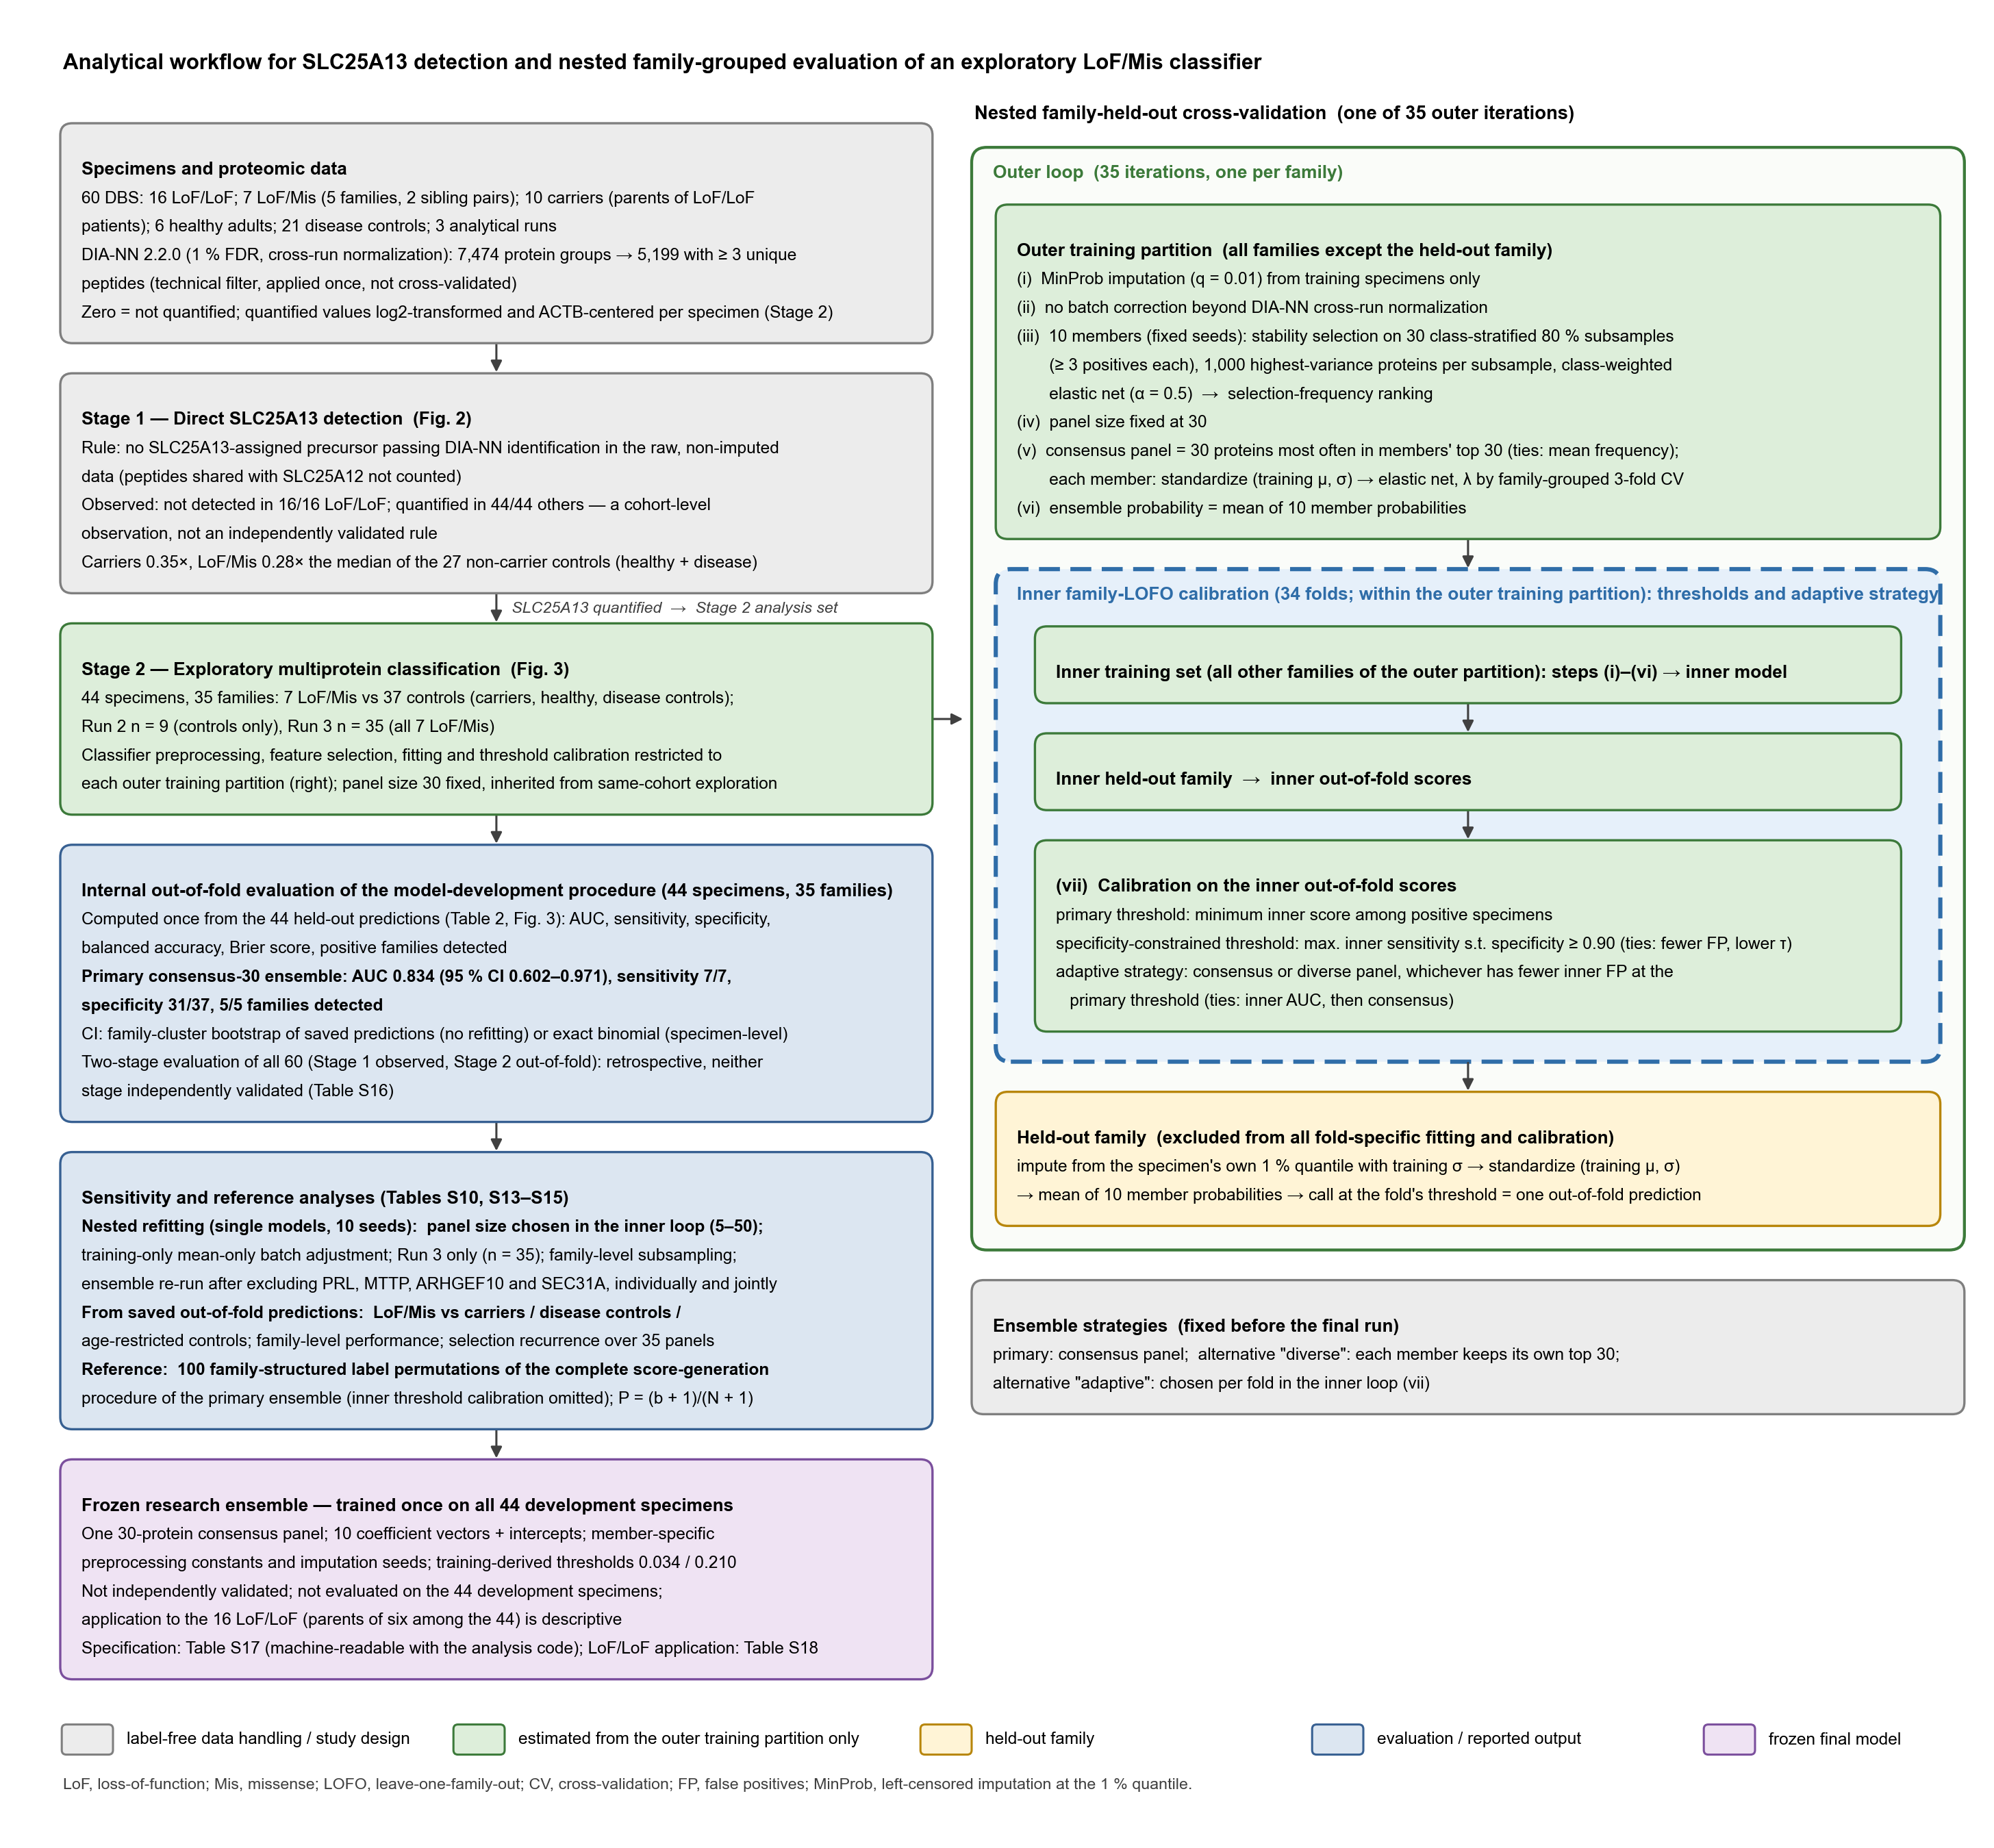 Analytical workflow for SLC25A13 detection and nested family-grouped evaluation of an exploratory LoF/Mis classifier
Specimens and proteomic data
60 DBS: 16 LoF/LoF; 7 LoF/Mis (5 families, 2 sibling pairs); 10 carriers (parents of LoF/LoF
patients); 6 healthy adults; 21 disease controls; 3 analytical runs
DIA-NN 2.2.0 (1 % FDR, cross-run normalization): 7,474 protein groups → 5,199 with ≥ 3 unique
peptides (technical filter, applied once, not cross-validated)
Zero = not quantified; quantified values log2-transformed and ACTB-centered per specimen (Stage 2)
Stage 1 — Direct SLC25A13 detection (Fig. 2)
Rule: no SLC25A13-assigned precursor passing DIA-NN identification in the raw, non-imputed
data (peptides shared with SLC25A12 not counted)
Observed: not detected in 16/16 LoF/LoF; quantified in 44/44 others — a cohort-level
observation, not an independently validated rule
Carriers 0.35×, LoF/Mis 0.28× the median of the 27 non-carrier controls (healthy + disease)
SLC25A13 quantified → Stage 2 analysis set
Stage 2 — Exploratory multiprotein classification (Fig. 3)
44 specimens, 35 families: 7 LoF/Mis vs 37 controls (carriers, healthy, disease controls);
Run 2 n = 9 (controls only), Run 3 n = 35 (all 7 LoF/Mis)
Classifier preprocessing, feature selection, fitting and threshold calibration restricted to
each outer training partition (right); panel size 30 fixed, inherited from same-cohort exploration
Internal out-of-fold evaluation of the model-development procedure (44 specimens, 35 families)
Computed once from the 44 held-out predictions (Table 2, Fig. 3): AUC, sensitivity, specificity,
balanced accuracy, Brier score, positive families detected
Primary consensus-30 ensemble: AUC 0.834 (95 % CI 0.602–0.971), sensitivity 7/7,
specificity 31/37, 5/5 families detected
CI: family-cluster bootstrap of saved predictions (no refitting) or exact binomial (specimen-level)
Two-stage evaluation of all 60 (Stage 1 observed, Stage 2 out-of-fold): retrospective, neither
stage independently validated (Table S16)
Sensitivity and reference analyses (Tables S10, S13–S15)
Nested refitting (single models, 10 seeds): panel size chosen in the inner loop (5–50);
training-only mean-only batch adjustment; Run 3 only (n = 35); family-level subsampling;
ensemble re-run after excluding PRL, MTTP, ARHGEF10 and SEC31A, individually and jointly
From saved out-of-fold predictions: LoF/Mis vs carriers / disease controls /
age-restricted controls; family-level performance; selection recurrence over 35 panels
Reference: 100 family-structured label permutations of the complete score-generation
procedure of the primary ensemble (inner threshold calibration omitted); P = (b + 1)/(N + 1)
Frozen research ensemble — trained once on all 44 development specimens
One 30-protein consensus panel; 10 coefficient vectors + intercepts; member-specific
preprocessing constants and imputation seeds; training-derived thresholds 0.034 / 0.210
Not independently validated; not evaluated on the 44 development specimens;
application to the 16 LoF/LoF (parents of six among the 44) is descriptive
Specification: Table S17 (machine-readable with the analysis code); LoF/LoF application: Table S18
Nested family-held-out cross-validation (one of 35 outer iterations)
Outer loop (35 iterations, one per family)
Outer training partition (all families except the held-out family)
(i) MinProb imputation (q = 0.01) from training specimens only
(ii) no batch correction beyond DIA-NN cross-run normalization
(iii) 10 members (fixed seeds): stability selection on 30 class-stratified 80 % subsamples
(≥ 3 positives each), 1,000 highest-variance proteins per subsample, class-weighted
elastic net (α = 0.5) → selection-frequency ranking
(iv) panel size fixed at 30
(v) consensus panel = 30 proteins most often in members' top 30 (ties: mean frequency);
each member: standardize (training μ, σ) → elastic net, λ by family-grouped 3-fold CV
(vi) ensemble probability = mean of 10 member probabilities
Inner family-LOFO calibration (34 folds; within the outer training partition): thresholds and adaptive strategy
Inner training set (all other families of the outer partition): steps (i)–(vi) → inner model
Inner held-out family → inner out-of-fold scores
(vii) Calibration on the inner out-of-fold scores
primary threshold: minimum inner score among positive specimens
specificity-constrained threshold: max. inner sensitivity s.t. specificity ≥ 0.90 (ties: fewer FP, lower τ)
adaptive strategy: consensus or diverse panel, whichever has fewer inner FP at the
primary threshold (ties: inner AUC, then consensus)
Held-out family (excluded from all fold-specific fitting and calibration)
impute from the specimen's own 1 % quantile with training σ → standardize (training μ, σ)
→ mean of 10 member probabilities → call at the fold's threshold = one out-of-fold prediction
Ensemble strategies (fixed before the final run)
primary: consensus panel; alternative "diverse": each member keeps its own top 30;
alternative "adaptive": chosen per fold in the inner loop (vii)
label-free data handling / study design
estimated from the outer training partition only
held-out family
evaluation / reported output
frozen final model
LoF, loss-of-function; Mis, missense; LOFO, leave-one-family-out; CV, cross-validation; FP, false positives; MinProb, left-censored imputation at the 1 % quantile.